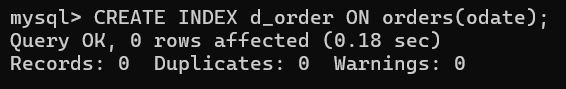 mysql> CREATE INDEX d_order ON orders(odate);
Query OK, 0 rows affected (0.18 sec)
Records: 0  Duplicates: 0  Warnings: 0